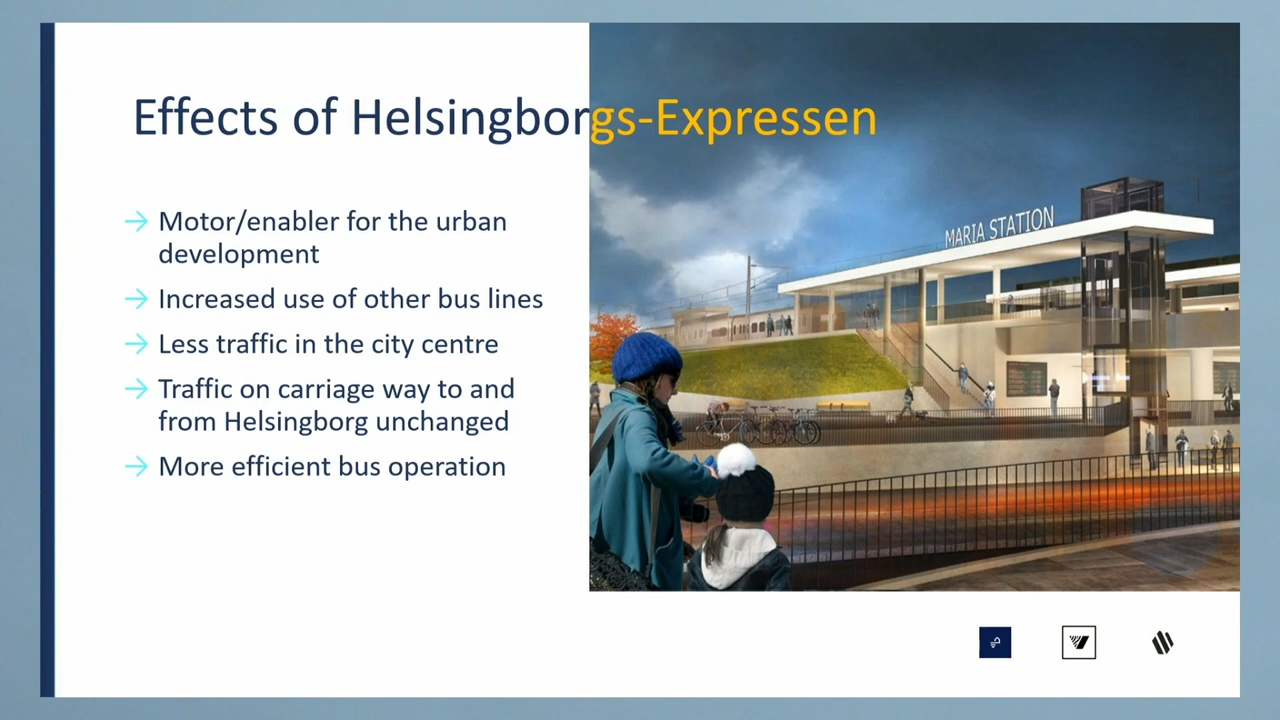 Effects of Helsingborgs-Expressen
→ Motor/enabler for the urban
development
→ Increased use of other bus lines
→ Less traffic in the city centre
→ Traffic on carriage way to and
from Helsingborg unchanged
→ More efficient bus operation
MARIA STATION